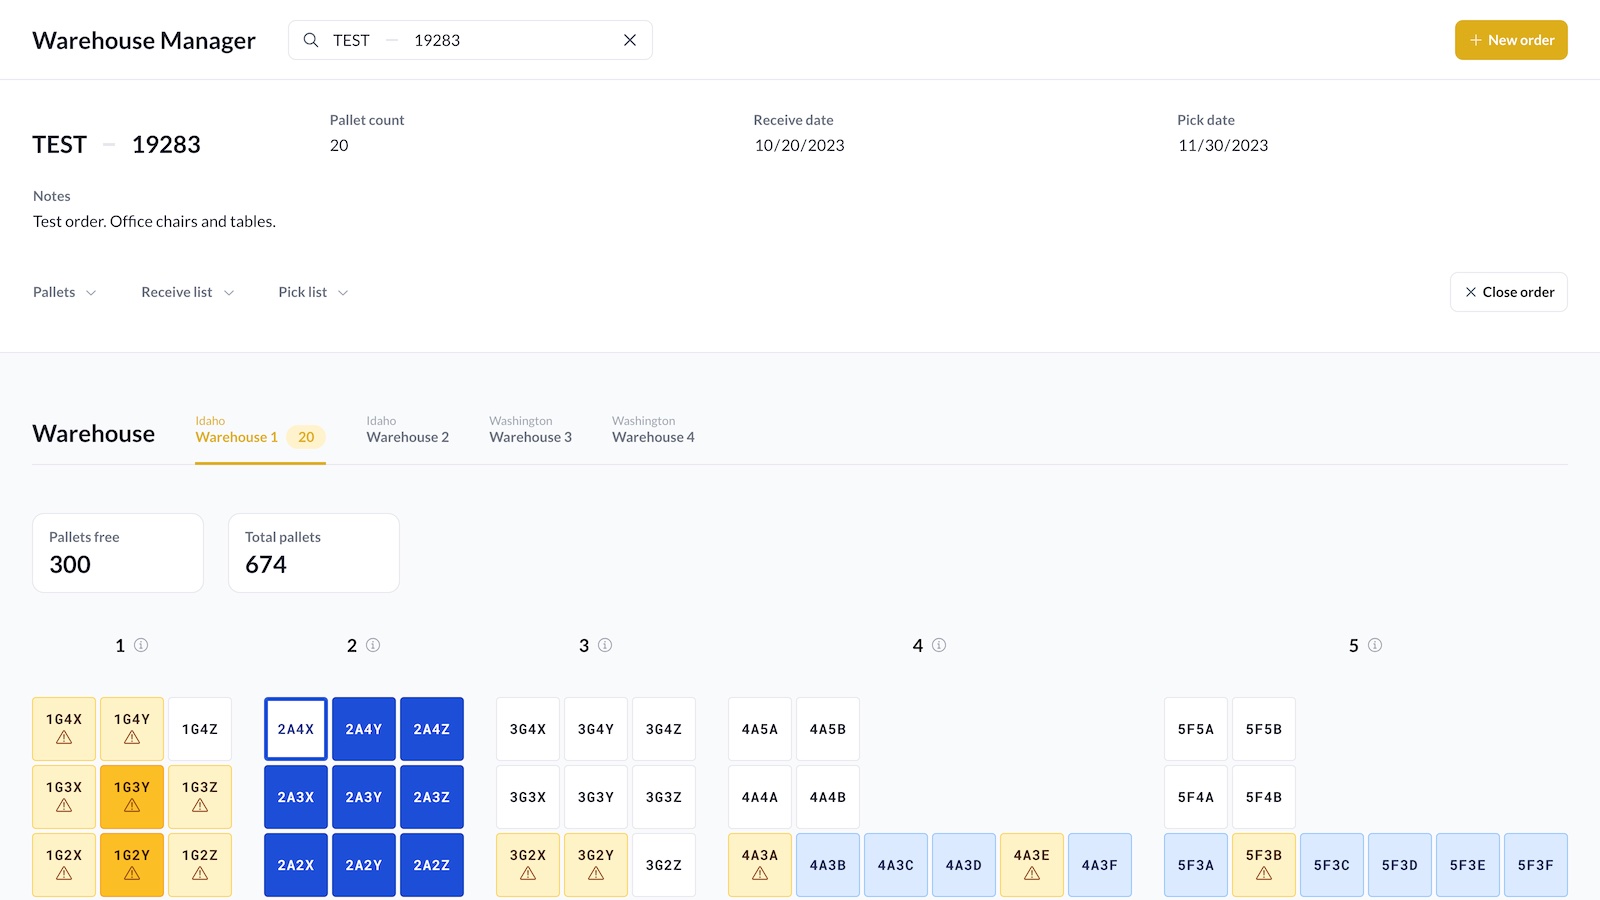 Warehouse Manager
TEST — 19283
+ New order
TEST — 19283
Pallet count
20
Receive date
10/20/2023
Pick date
11/30/2023
Notes
Test order. Office chairs and tables.
Pallets
Receive list
Pick list
Close order
Warehouse
Idaho
Warehouse 1 20
Idaho
Warehouse 2
Washington
Warehouse 3
Washington
Warehouse 4
Pallets free
300
Total pallets
674
1 2 3 4 5
1G4X 1G4Y 1G4Z 2A4X 2A4Y 2A4Z 3G4X 3G4Y 3G4Z 4A5A 4A5B 5F5A 5F5B
1G3X 1G3Y 1G3Z 2A3X 2A3Y 2A3Z 3G3X 3G3Y 3G3Z 4A4A 4A4B 5F4A 5F4B
1G2X 1G2Y 1G2Z 2A2X 2A2Y 2A2Z 3G2X 3G2Y 3G2Z 4A3A 4A3B 4A3C 4A3D 4A3E 4A3F 5F3A 5F3B 5F3C 5F3D 5F3E 5F3F